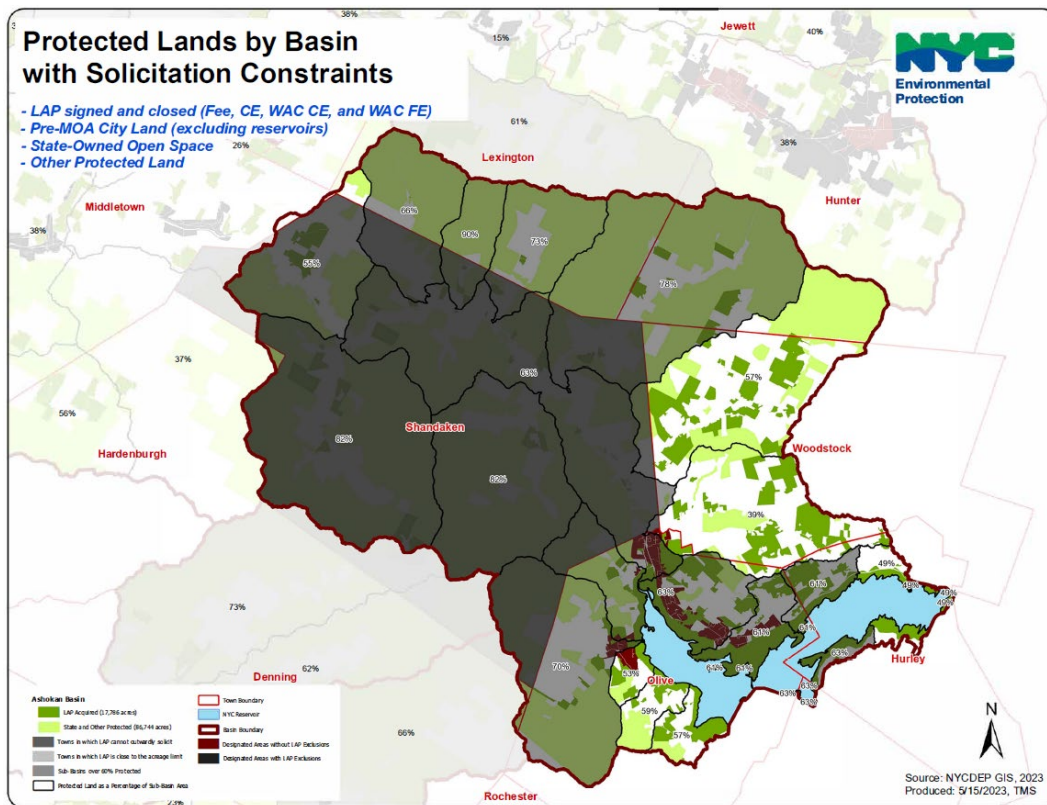 Protected Lands by Basin
with Solicitation Constraints
- LAP signed and closed (Fee, CE, WAC CE, and WAC FE)
- Pre-MOA City Land (excluding reservoirs)
- State-Owned Open Space
- Other Protected Land
NYC
Environmental
Protection
38%
15%
Jewett
40%
61%
38%
Lexington
26%
Middletown
Hunter
38%
66%
90%
73%
55%
78%
37%
63%
57%
56%
Shandaken
82%
Woodstock
Hardenburgh
82%
39%
49%
61%
49%
63%
49%
49%
73%
61%
61%
63%
Hurley
Denning
62%
70%
53%
Olive
64%
61%
63%
63%
63%
59%
57%
66%
Rochester
23%
Ashokan Basin
LAP Acquired (17,786 acres)
State and Other Protected (86,744 acres)
Towns in which LAP cannot outwardly solicit
Towns in which LAP is close to the acreage limit
Sub-Basins over 60% Protected
Protected Land as a Percentage of Sub-Basin Area
Town Boundary
NYC Reservoir
Basin Boundary
Designated Areas without LAP Exclusions
Designated Areas with LAP Exclusions
N
Source: NYCDEP GIS, 2023
Produced: 5/15/2023, TMS